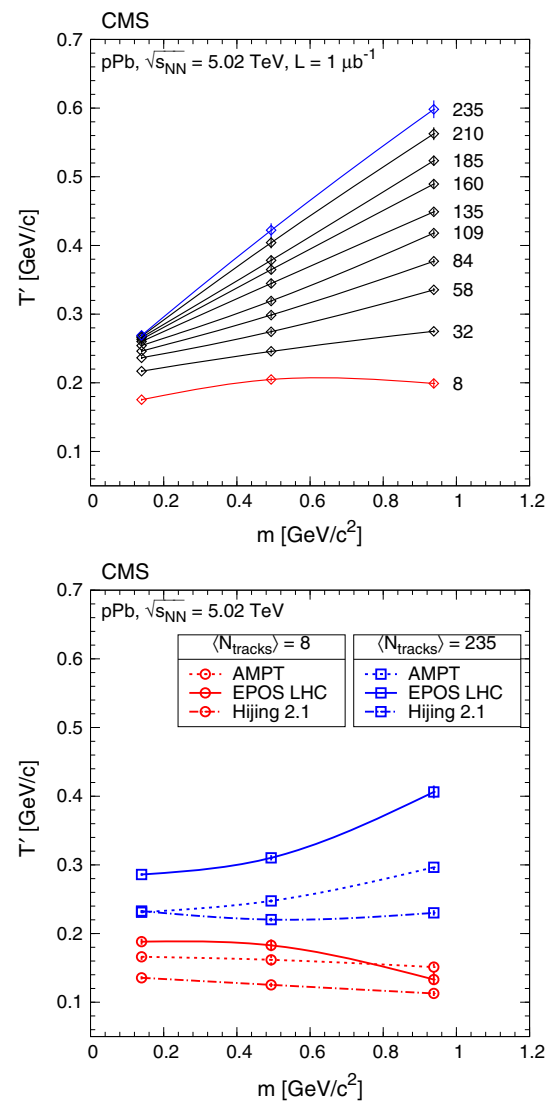 CMS
pPb, √sNN = 5.02 TeV, L = 1 μb⁻¹
0.7
0.6
0.5
0.4
0.3
0.2
0.1
T′ [GeV/c]
235
210
185
160
135
109
84
58
32
8
0 0.2 0.4 0.6 0.8 1 1.2
m [GeV/c²]
CMS
pPb, √sNN = 5.02 TeV
⟨Ntracks⟩ = 8
AMPT
EPOS LHC
Hijing 2.1
⟨Ntracks⟩ = 235
AMPT
EPOS LHC
Hijing 2.1
0.7
0.6
0.5
0.4
0.3
0.2
0.1
T′ [GeV/c]
0 0.2 0.4 0.6 0.8 1 1.2
m [GeV/c²]